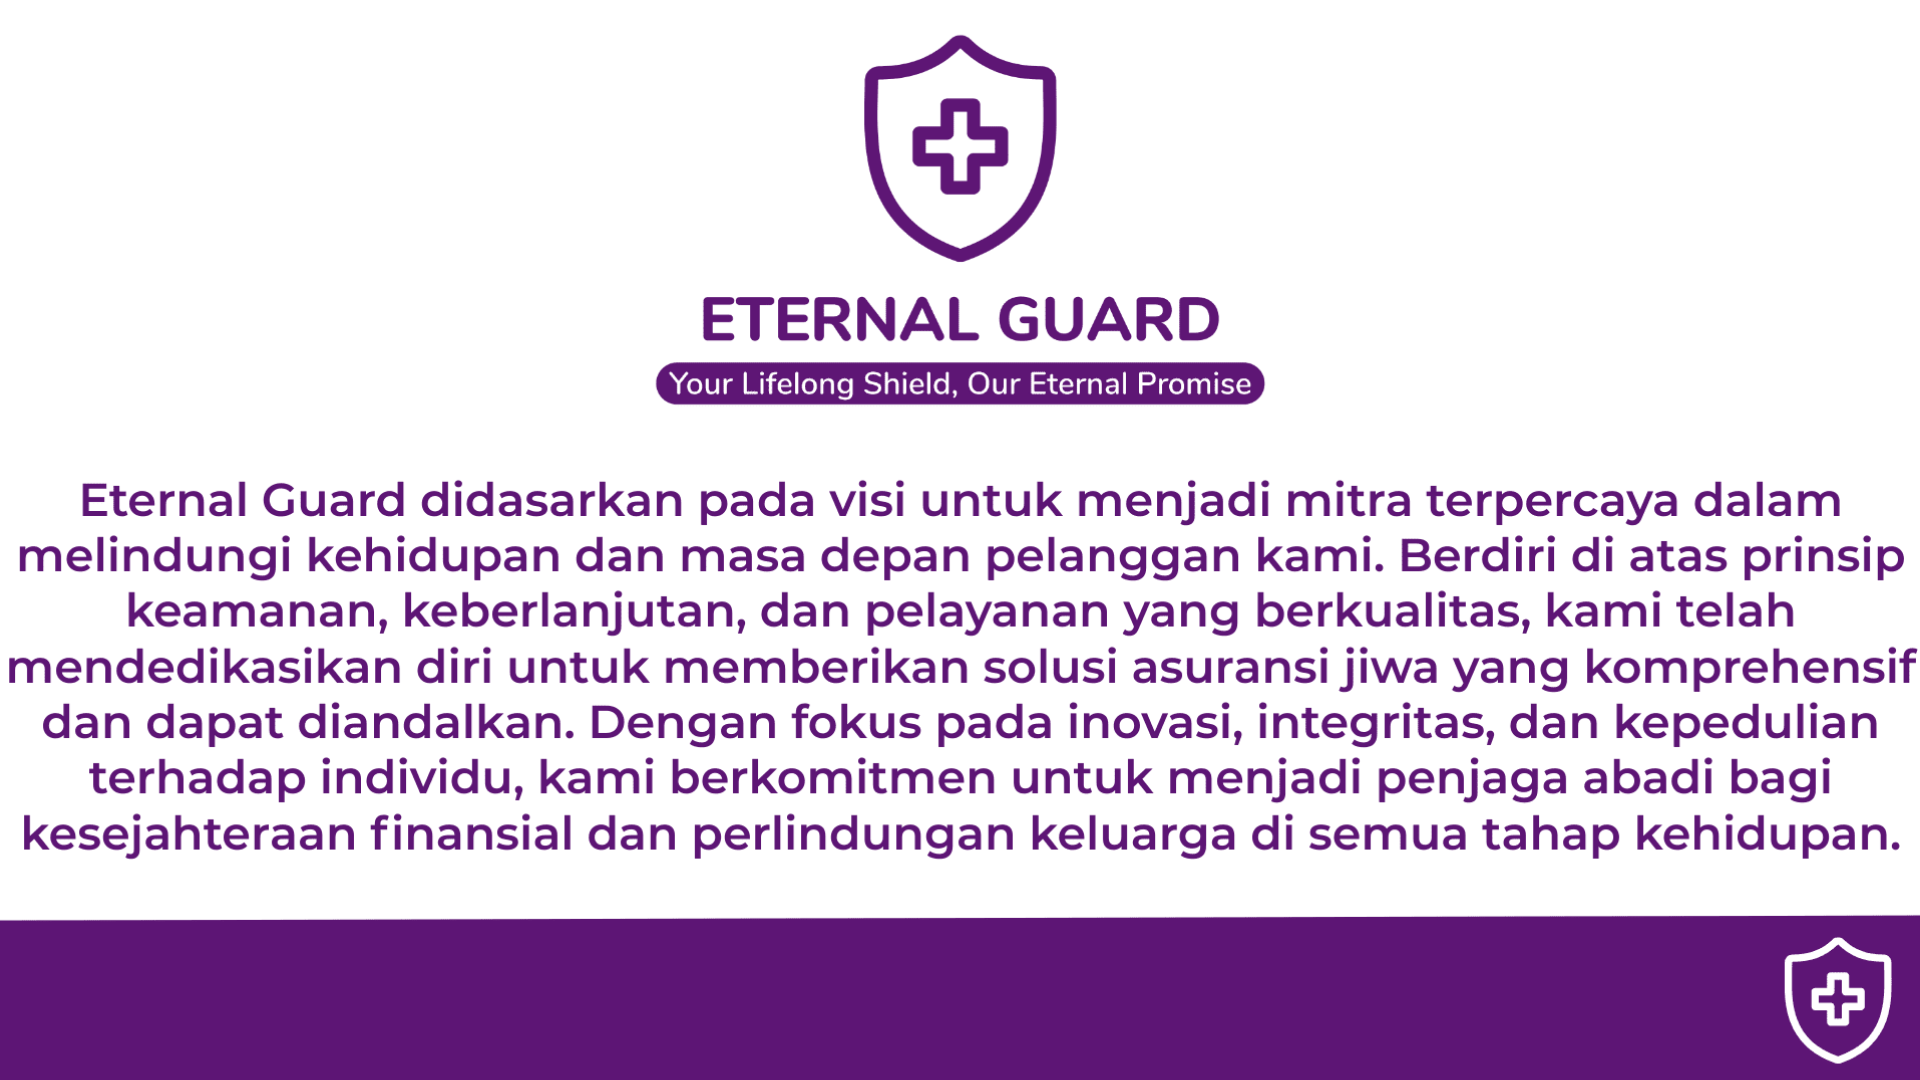 ETERNAL GUARD
Your Lifelong Shield, Our Eternal Promise
Eternal Guard didasarkan pada visi untuk menjadi mitra terpercaya dalam
melindungi kehidupan dan masa depan pelanggan kami. Berdiri di atas prinsip
keamanan, keberlanjutan, dan pelayanan yang berkualitas, kami telah
mendedikasikan diri untuk memberikan solusi asuransi jiwa yang komprehensif
dan dapat diandalkan. Dengan fokus pada inovasi, integritas, dan kepedulian
terhadap individu, kami berkomitmen untuk menjadi penjaga abadi bagi
kesejahteraan finansial dan perlindungan keluarga di semua tahap kehidupan.